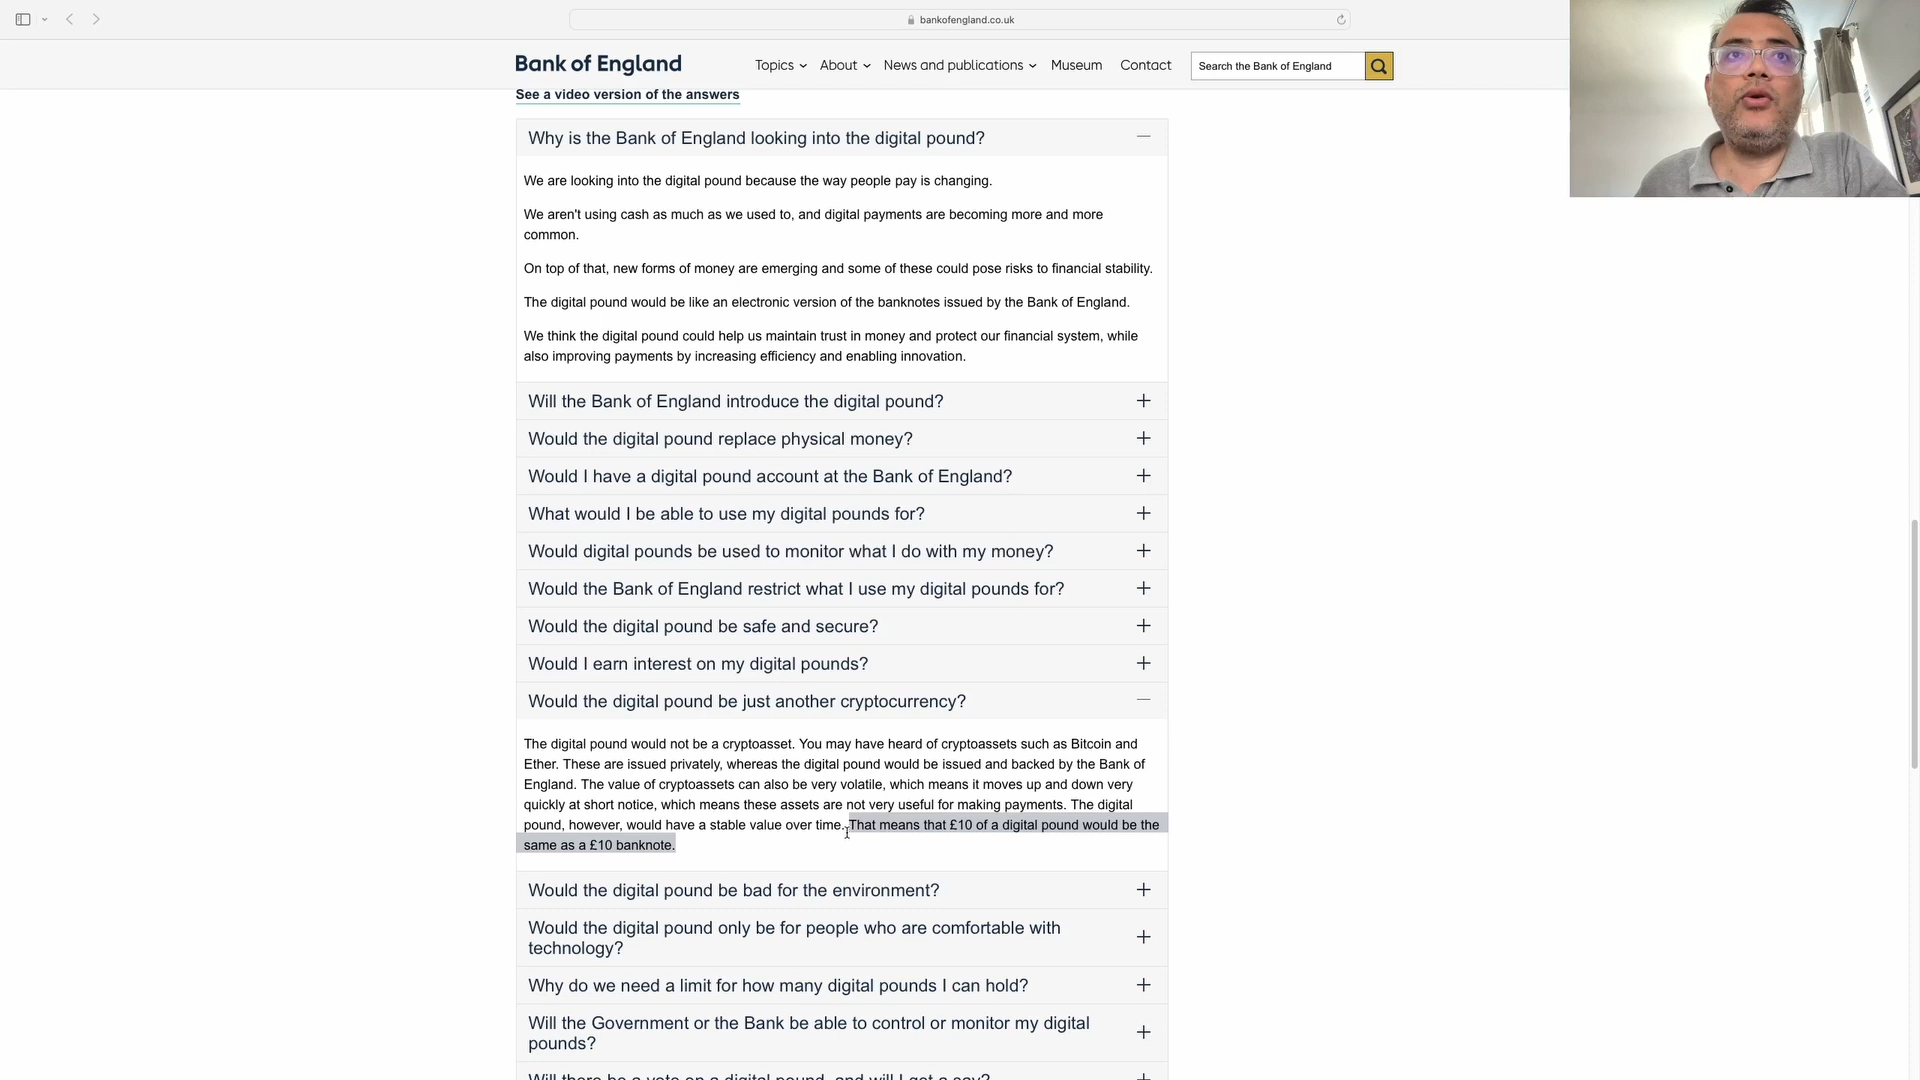 bankofengland.co.uk
Bank of England
Topics
About
News and publications
Museum
Contact
Search the Bank of England
See a video version of the answers
Why is the Bank of England looking into the digital pound?
We are looking into the digital pound because the way people pay is changing.
We aren't using cash as much as we used to, and digital payments are becoming more and more
common.
On top of that, new forms of money are emerging and some of these could pose risks to financial stability.
The digital pound would be like an electronic version of the banknotes issued by the Bank of England.
We think the digital pound could help us maintain trust in money and protect our financial system, while
also improving payments by increasing efficiency and enabling innovation.
Will the Bank of England introduce the digital pound?
Would the digital pound replace physical money?
Would I have a digital pound account at the Bank of England?
What would I be able to use my digital pounds for?
Would digital pounds be used to monitor what I do with my money?
Would the Bank of England restrict what I use my digital pounds for?
Would the digital pound be safe and secure?
Would I earn interest on my digital pounds?
Would the digital pound be just another cryptocurrency?
The digital pound would not be a cryptoasset. You may have heard of cryptoassets such as Bitcoin and
Ether. These are issued privately, whereas the digital pound would be issued and backed by the Bank of
England. The value of cryptoassets can also be very volatile, which means it moves up and down very
quickly at short notice, which means these assets are not very useful for making payments. The digital
pound, however, would have a stable value over time. That means that £10 of a digital pound would be the
same as a £10 banknote.
Would the digital pound be bad for the environment?
Would the digital pound only be for people who are comfortable with
technology?
Why do we need a limit for how many digital pounds I can hold?
Will the Government or the Bank be able to control or monitor my digital
pounds?
Will there be a vote on a digital pound, and will I get a say?